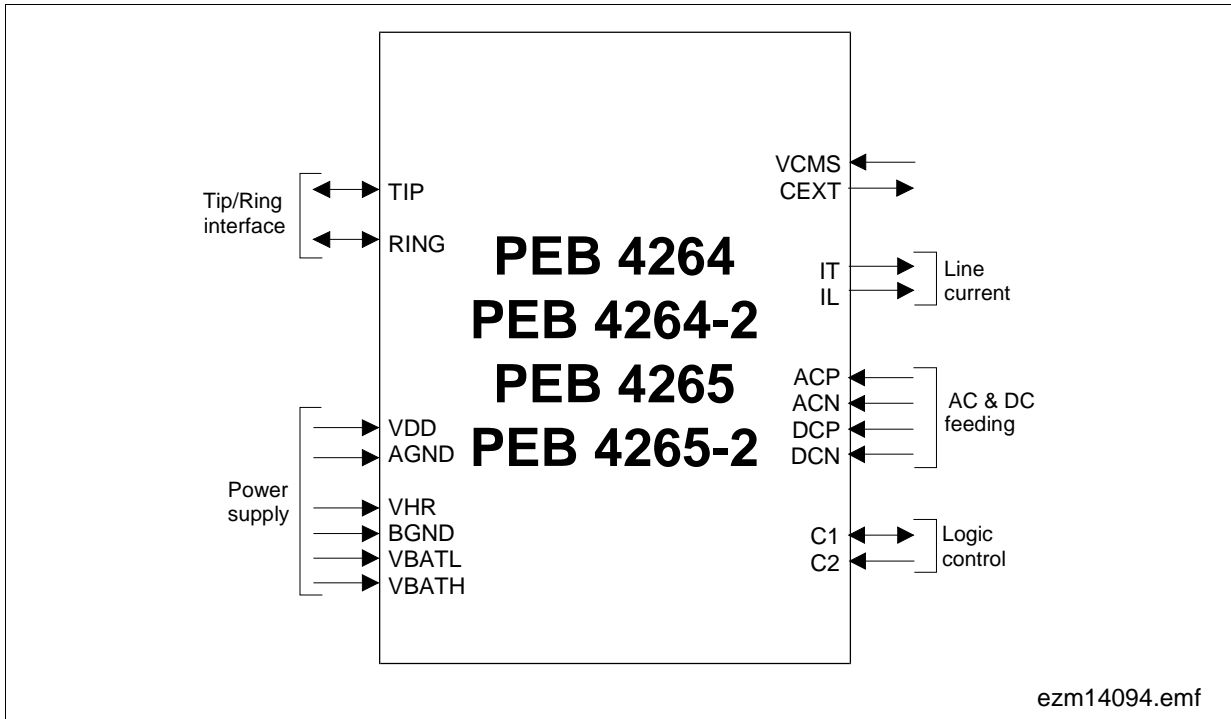 Tip/Ring
interface
TIP
RING
Power
supply
VDD
AGND
VHR
BGND
VBATL
VBATH
PEB 4264
PEB 4264-2
PEB 4265
PEB 4265-2
VCMS
CEXT
IT
IL
Line
current
ACP
ACN
DCP
DCN
AC & DC
feeding
C1
C2
Logic
control
ezm14094.emf